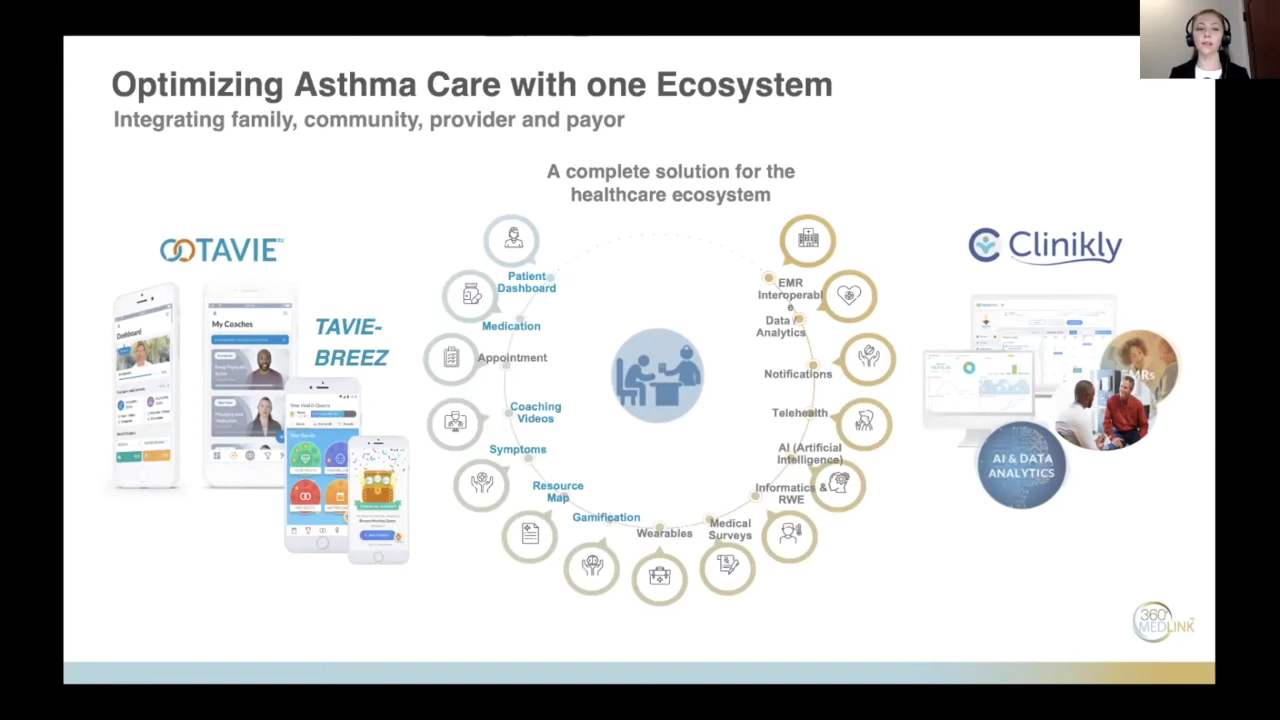 Optimizing Asthma Care with one Ecosystem
Integrating family, community, provider and payor
A complete solution for the
healthcare ecosystem
TAVIE
TAVIE-
BREEZ
Dashboard
My Coaches
Patient
Dashboard
Medication
Appointment
Coaching
Videos
Symptoms
Resource
Map
Gamification
Wearables
Medical
Surveys
Informatics &
RWE
AI (Artificial
Intelligence)
Telehealth
Notifications
Data /
Analytics
EMR
Interoperabl
e
Clinikly
EMRs
AI & DATA
ANALYTICS
360°
MEDLINK